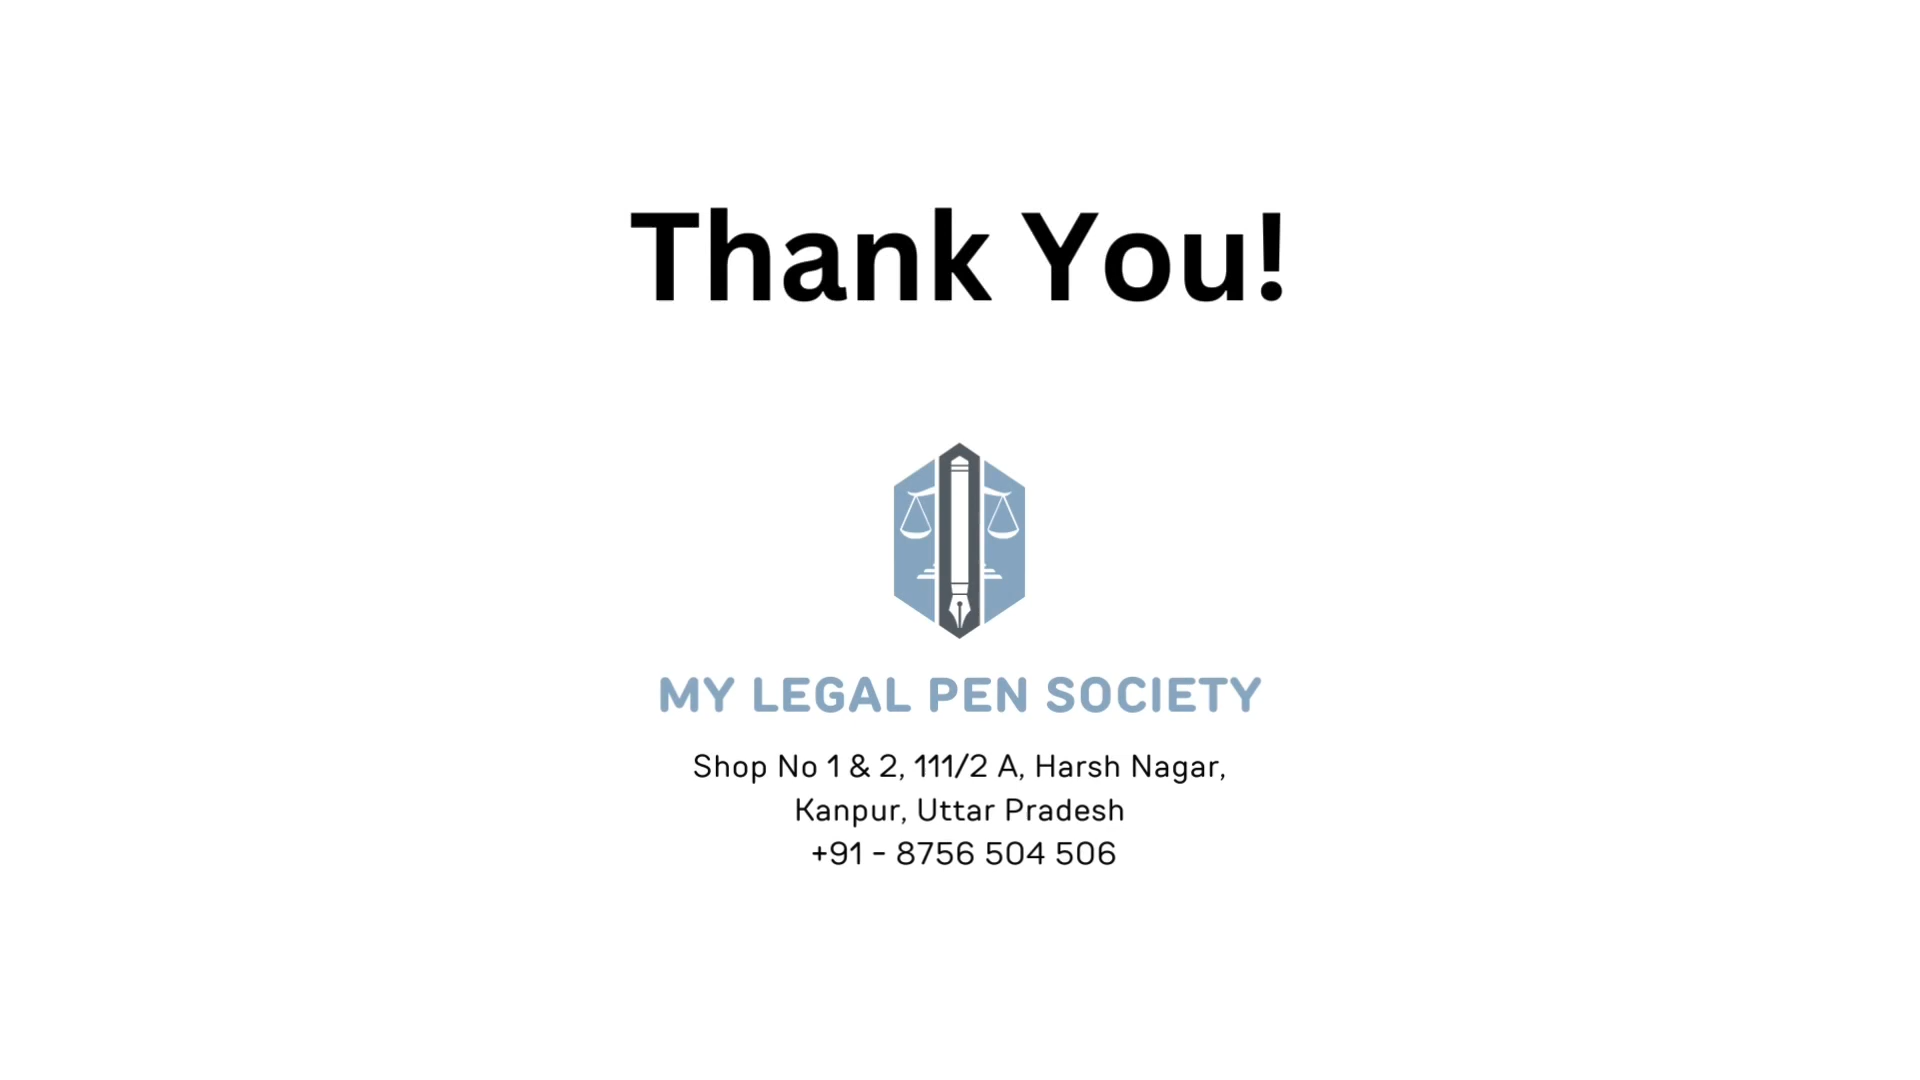 Thank You!
MY LEGAL PEN SOCIETY
Shop No 1 & 2, 111/2 A, Harsh Nagar,
Kanpur, Uttar Pradesh
+91 - 8756 504 506